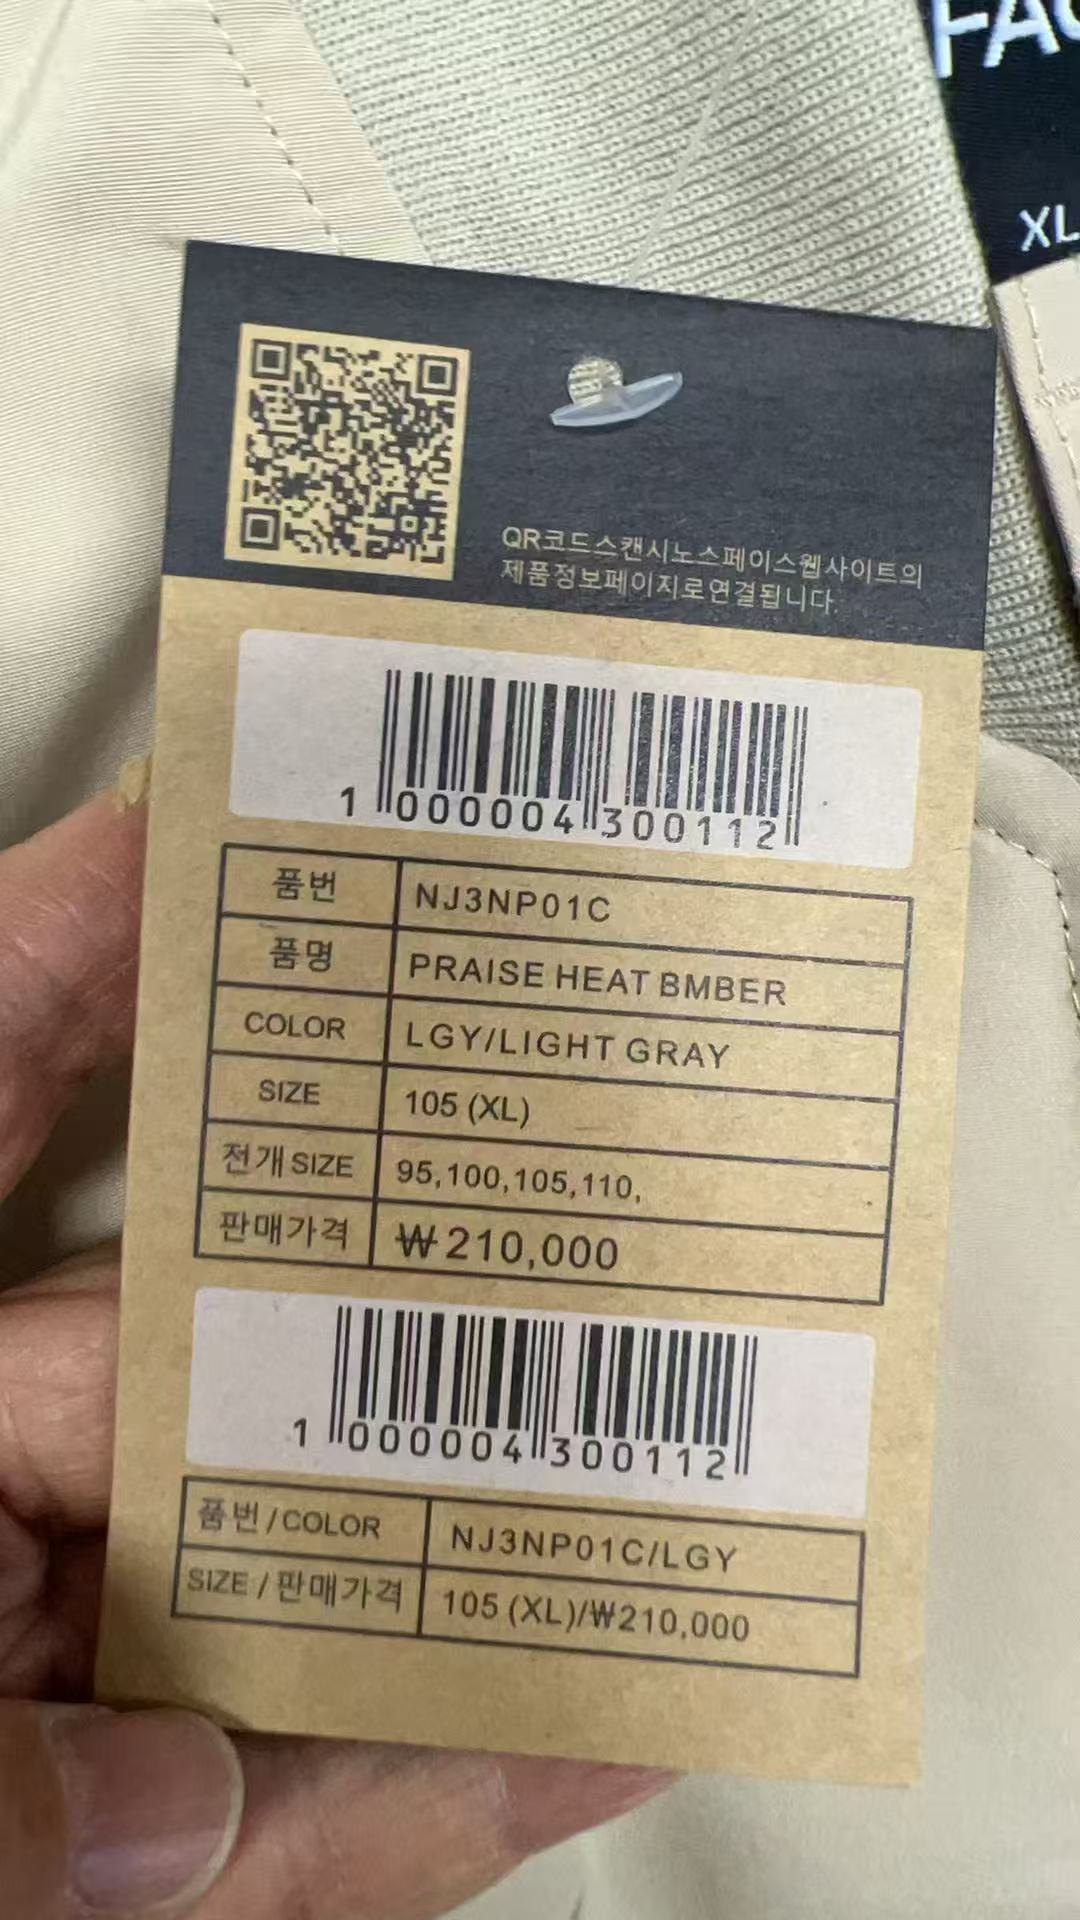 FAC
XL
QR코드스캔시노스페이스웹사이트의
제품정보페이지로연결됩니다.
1 000004 300112
품번 NJ3NP01C
품명 PRAISE HEAT BMBER
COLOR LGY/LIGHT GRAY
SIZE 105 (XL)
전개SIZE 95,100,105,110,
판매가격 ₩210,000
1 000004 300112
품번/COLOR NJ3NP01C/LGY
SIZE/판매가격 105 (XL)/₩210,000